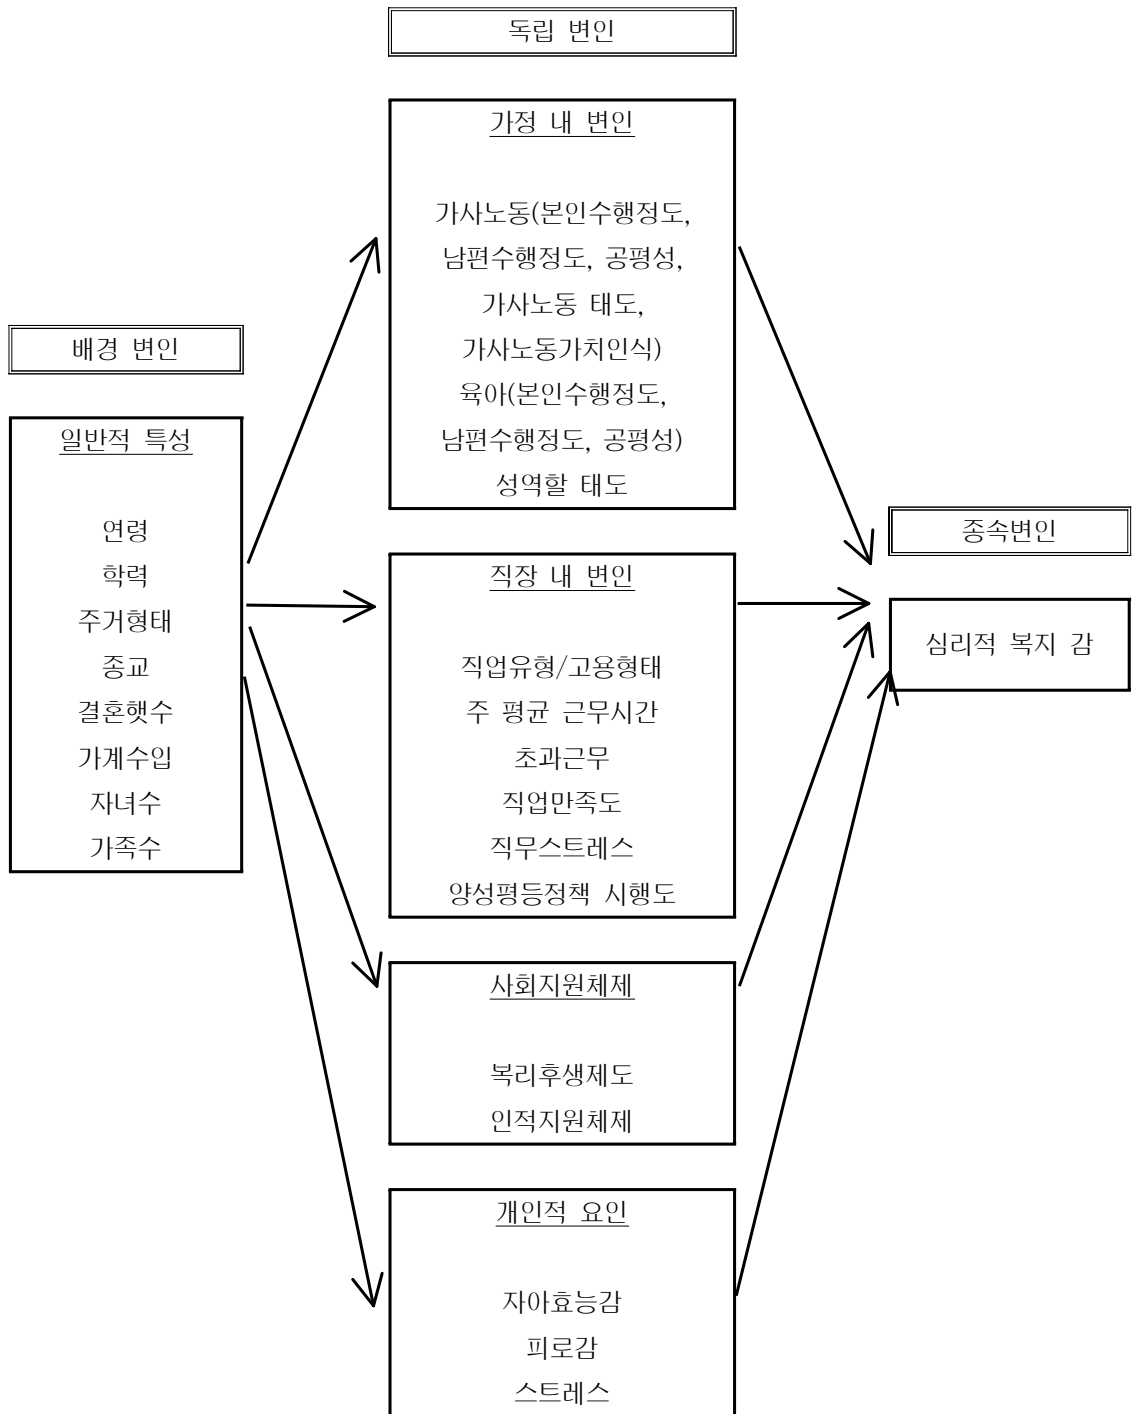 독립 변인
가정 내 변인
가사노동(본인수행정도,
남편수행정도, 공평성,
가사노동 태도,
가사노동가치인식)
육아(본인수행정도,
남편수행정도, 공평성)
성역할 태도
배경 변인
일반적 특성
연령
학력
주거형태
종교
결혼햇수
가계수입
자녀수
가족수
직장 내 변인
직업유형/고용형태
주 평균 근무시간
초과근무
직업만족도
직무스트레스
양성평등정책 시행도
사회지원체제
복리후생제도
인적지원체제
개인적 요인
자아효능감
피로감
스트레스
종속변인
심리적 복지 감